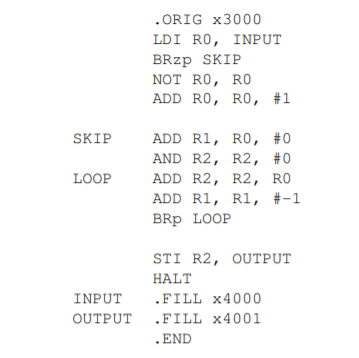 .ORIG x3000
LDI R0, INPUT
BRzp SKIP
NOT R0, R0
ADD R0, R0, #1
SKIP ADD R1, R0, #0
AND R2, R2, #0
LOOP ADD R2, R2, R0
ADD R1, R1, #-1
BRp LOOP
STI R2, OUTPUT
HALT
INPUT .FILL x4000
OUTPUT .FILL x4001
.END